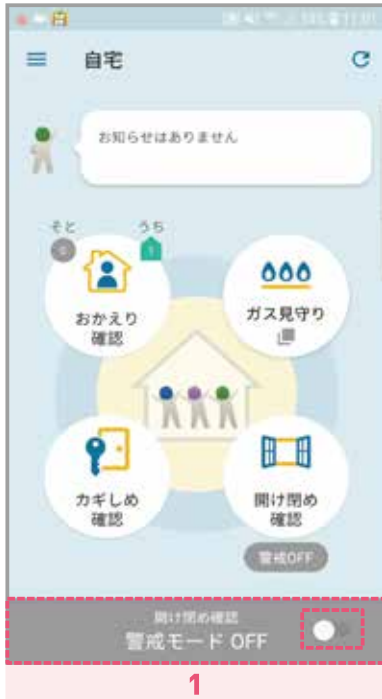 自宅
お知らせはありません
そと
うち
0
1
おかえり
確認
ガス見守り
カギしめ
確認
開け閉め
確認
警戒OFF
開け閉め確認
警戒モード OFF
1